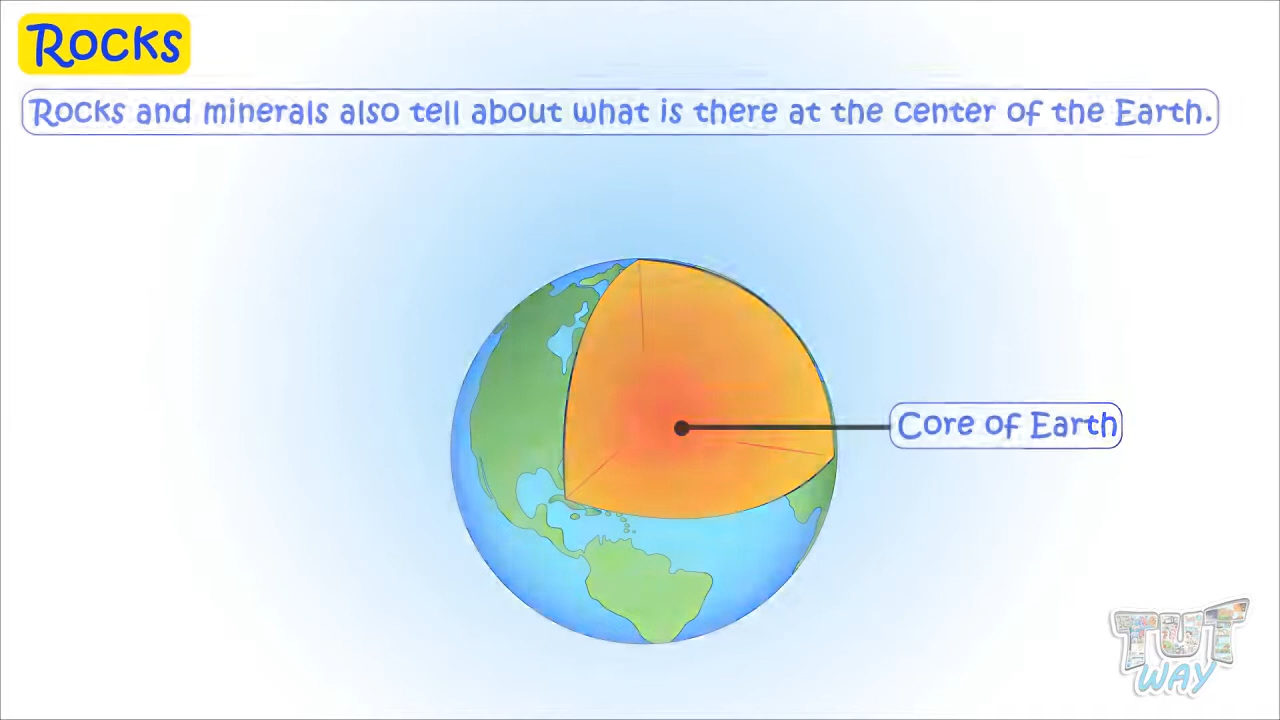 Rocks
Rocks and minerals also tell about what is there at the center of the Earth.
Core of Earth
TUT
WAY